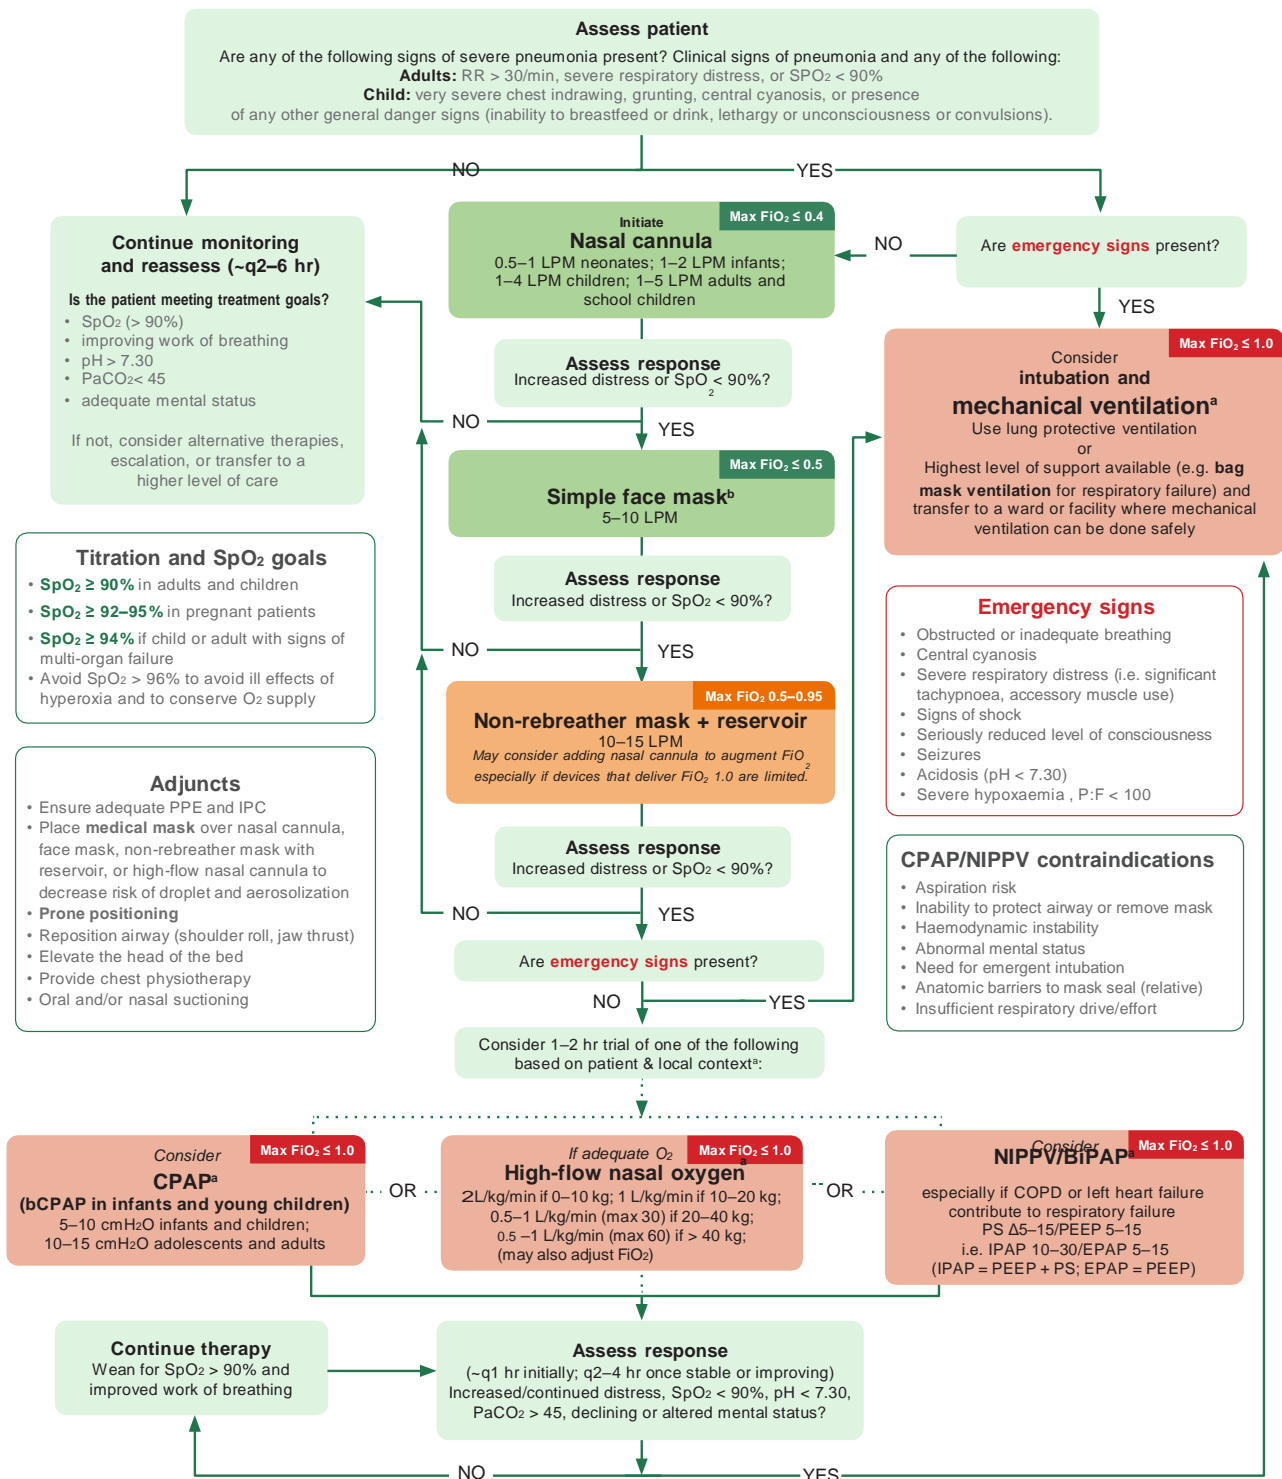 Assess patient
Are any of the following signs of severe pneumonia present? Clinical signs of pneumonia and any of the following:
Adults: RR > 30/min, severe respiratory distress, or SPO₂ < 90%
Child: very severe chest indrawing, grunting, central cyanosis, or presence
of any other general danger signs (inability to breastfeed or drink, lethargy or unconsciousness or convulsions).
NO
YES
Continue monitoring
and reassess (~q2–6 hr)
Is the patient meeting treatment goals?
• SpO₂ (> 90%)
• improving work of breathing
• pH > 7.30
• PaCO₂< 45
• adequate mental status
If not, consider alternative therapies,
escalation, or transfer to a
higher level of care
Max FiO₂ ≤ 0.4
Initiate
Nasal cannula
0.5–1 LPM neonates; 1–2 LPM infants;
1–4 LPM children; 1–5 LPM adults and
school children
NO
Are emergency signs present?
YES
Assess response
Increased distress or SpO₂ < 90%?
NO
YES
Max FiO₂ ≤ 1.0
Consider
intubation and
mechanical ventilationᵃ
Use lung protective ventilation
or
Highest level of support available (e.g. bag
mask ventilation for respiratory failure) and
transfer to a ward or facility where mechanical
ventilation can be done safely
Max FiO₂ ≤ 0.5
Simple face maskᵇ
5–10 LPM
Assess response
Increased distress or SpO₂ < 90%?
NO
YES
Titration and SpO₂ goals
• SpO₂ ≥ 90% in adults and children
• SpO₂ ≥ 92–95% in pregnant patients
• SpO₂ ≥ 94% if child or adult with signs of
multi-organ failure
• Avoid SpO₂ > 96% to avoid ill effects of
hyperoxia and to conserve O₂ supply
Emergency signs
• Obstructed or inadequate breathing
• Central cyanosis
• Severe respiratory distress (i.e. significant
tachypnoea, accessory muscle use)
• Signs of shock
• Seriously reduced level of consciousness
• Seizures
• Acidosis (pH < 7.30)
• Severe hypoxaemia , P:F < 100
Max FiO₂ 0.5–0.95
Non-rebreather mask + reservoir
10–15 LPM
May consider adding nasal cannula to augment FiO₂
especially if devices that deliver FiO₂ 1.0 are limited.
Adjuncts
• Ensure adequate PPE and IPC
• Place medical mask over nasal cannula,
face mask, non-rebreather mask with
reservoir, or high-flow nasal cannula to
decrease risk of droplet and aerosolization
• Prone positioning
• Reposition airway (shoulder roll, jaw thrust)
• Elevate the head of the bed
• Provide chest physiotherapy
• Oral and/or nasal suctioning
Assess response
Increased distress or SpO₂ < 90%?
NO
YES
CPAP/NIPPV contraindications
• Aspiration risk
• Inability to protect airway or remove mask
• Haemodynamic instability
• Abnormal mental status
• Need for emergent intubation
• Anatomic barriers to mask seal (relative)
• Insufficient respiratory drive/effort
Are emergency signs present?
NO
YES
Consider 1–2 hr trial of one of the following
based on patient & local contextᵃ:
Max FiO₂ ≤ 1.0
Consider
CPAPᵃ
(bCPAP in infants and young children)
5–10 cmH₂O infants and children;
10–15 cmH₂O adolescents and adults
OR
Max FiO₂ ≤ 1.0
If adequate O₂
High-flow nasal oxygenᵃ
2L/kg/min if 0–10 kg; 1 L/kg/min if 10–20 kg;
0.5–1 L/kg/min (max 30) if 20–40 kg;
0.5 –1 L/kg/min (max 60) if > 40 kg;
(may also adjust FiO₂)
OR
Max FiO₂ ≤ 1.0
Consider
NIPPV/BiPAPᵃ
especially if COPD or left heart failure
contribute to respiratory failure
PS Δ5–15/PEEP 5–15
i.e. IPAP 10–30/EPAP 5–15
(IPAP = PEEP + PS; EPAP = PEEP)
Continue therapy
Wean for SpO₂ > 90% and
improved work of breathing
Assess response
(~q1 hr initially; q2–4 hr once stable or improving)
Increased/continued distress, SpO₂ < 90%, pH < 7.30,
PaCO₂ > 45, declining or altered mental status?
NO
YES